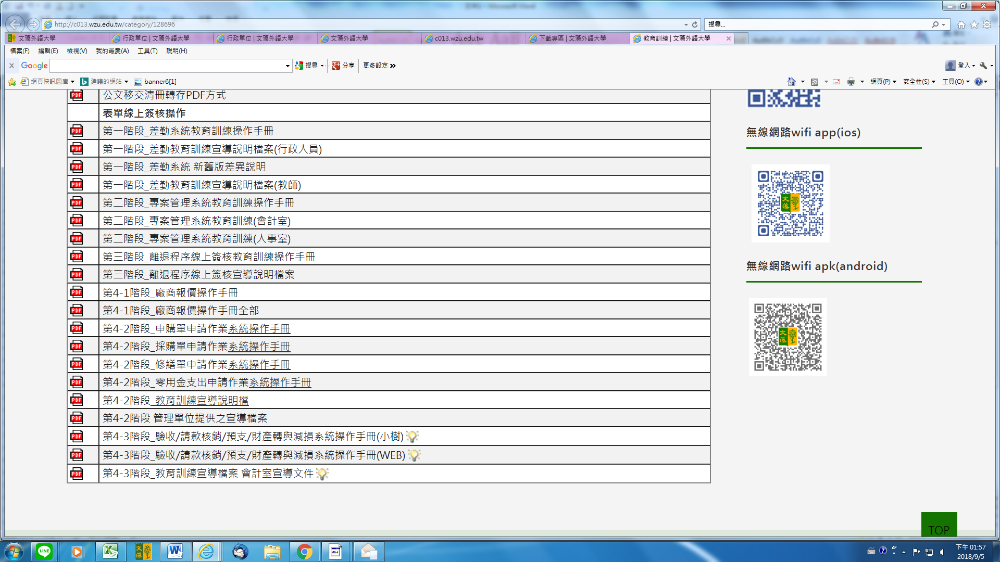 http://c013.wzu.edu.tw/category/128696
搜尋...
文藻外語大學
行政單位 | 文藻外語大學
行政單位 | 文藻外語大學
文藻外語大學
c013.wzu.edu.tw
下載專區 | 文藻外語大學
教育訓練 | 文藻外語大學
檔案(F) 編輯(E) 檢視(V) 我的最愛(A) 工具(T) 說明(H)
x Google 搜尋 分享 更多設定 » 登入
網頁快訊圖庫 建議的網站 banner6[1] 網頁(P) 安全性(S) 工具(O)
PDF 公文移交清冊轉存PDF方式
表單線上簽核操作
PDF 第一階段_差勤系統教育訓練操作手冊
PDF 第一階段_差勤教育訓練宣導說明檔案(行政人員)
PDF 第一階段_差勤系統 新舊版差異說明
PDF 第一階段_差勤教育訓練宣導說明檔案(教師)
PDF 第二階段_專案管理系統教育訓練操作手冊
PDF 第二階段_專案管理系統教育訓練(會計室)
PDF 第二階段_專案管理系統教育訓練(人事室)
PDF 第三階段_離退程序線上簽核教育訓練操作手冊
PDF 第三階段_離退程序線上簽核宣導說明檔案
PDF 第4-1階段_廠商報價操作手冊
PDF 第4-1階段_廠商報價操作手冊全部
PDF 第4-2階段_申購單申請作業系統操作手冊
PDF 第4-2階段_採購單申請作業系統操作手冊
PDF 第4-2階段_修繕單申請作業系統操作手冊
PDF 第4-2階段_零用金支出申請作業系統操作手冊
PDF 第4-2階段_教育訓練宣導說明檔
PDF 第4-2階段 管理單位提供之宣導檔案
PDF 第4-3階段_驗收/請款核銷/預支/財產轉與減損系統操作手冊(小樹)
PDF 第4-3階段_驗收/請款核銷/預支/財產轉與減損系統操作手冊(WEB)
PDF 第4-3階段_教育訓練宣導檔案 會計室宣導文件
無線網路wifi app(ios)
文藻
無線網路wifi apk(android)
文藻
TOP
LINE
文藻
下午 01:57
2018/9/5